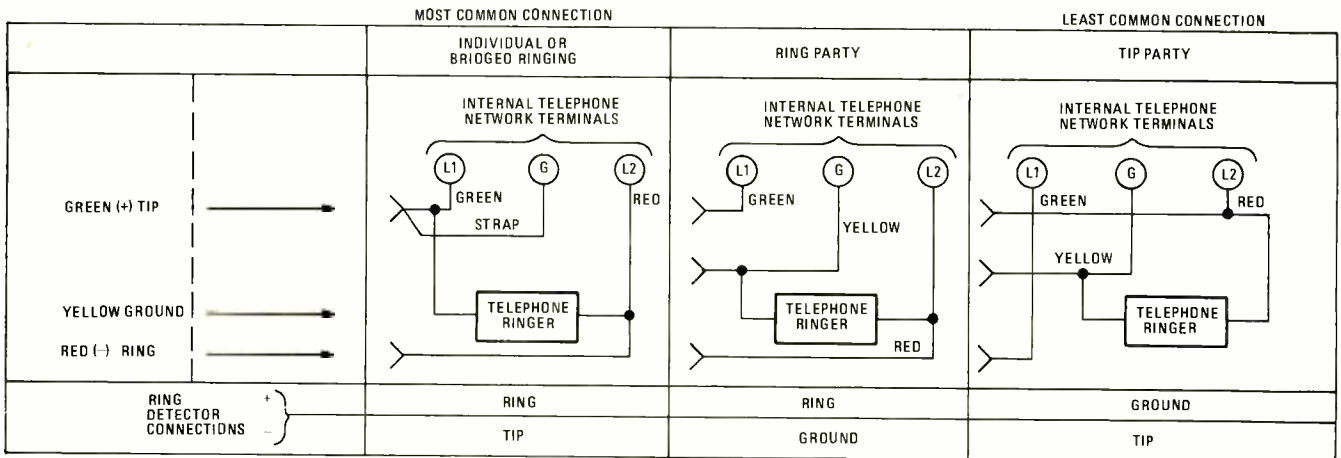 MOST COMMON CONNECTION
LEAST COMMON CONNECTION
INDIVIDUAL OR
BRIDGED RINGING
RING PARTY
TIP PARTY
GREEN (+) TIP
YELLOW GROUND
RED (-) RING
INTERNAL TELEPHONE
NETWORK TERMINALS
L1
G
L2
GREEN
RED
STRAP
TELEPHONE
RINGER
INTERNAL TELEPHONE
NETWORK TERMINALS
L1
G
L2
GREEN
YELLOW
TELEPHONE
RINGER
RED
INTERNAL TELEPHONE
NETWORK TERMINALS
L1
G
L2
GREEN
RED
YELLOW
TELEPHONE
RINGER
RING +
DETECTOR
CONNECTIONS -
RING
RING
GROUND
TIP
GROUND
TIP